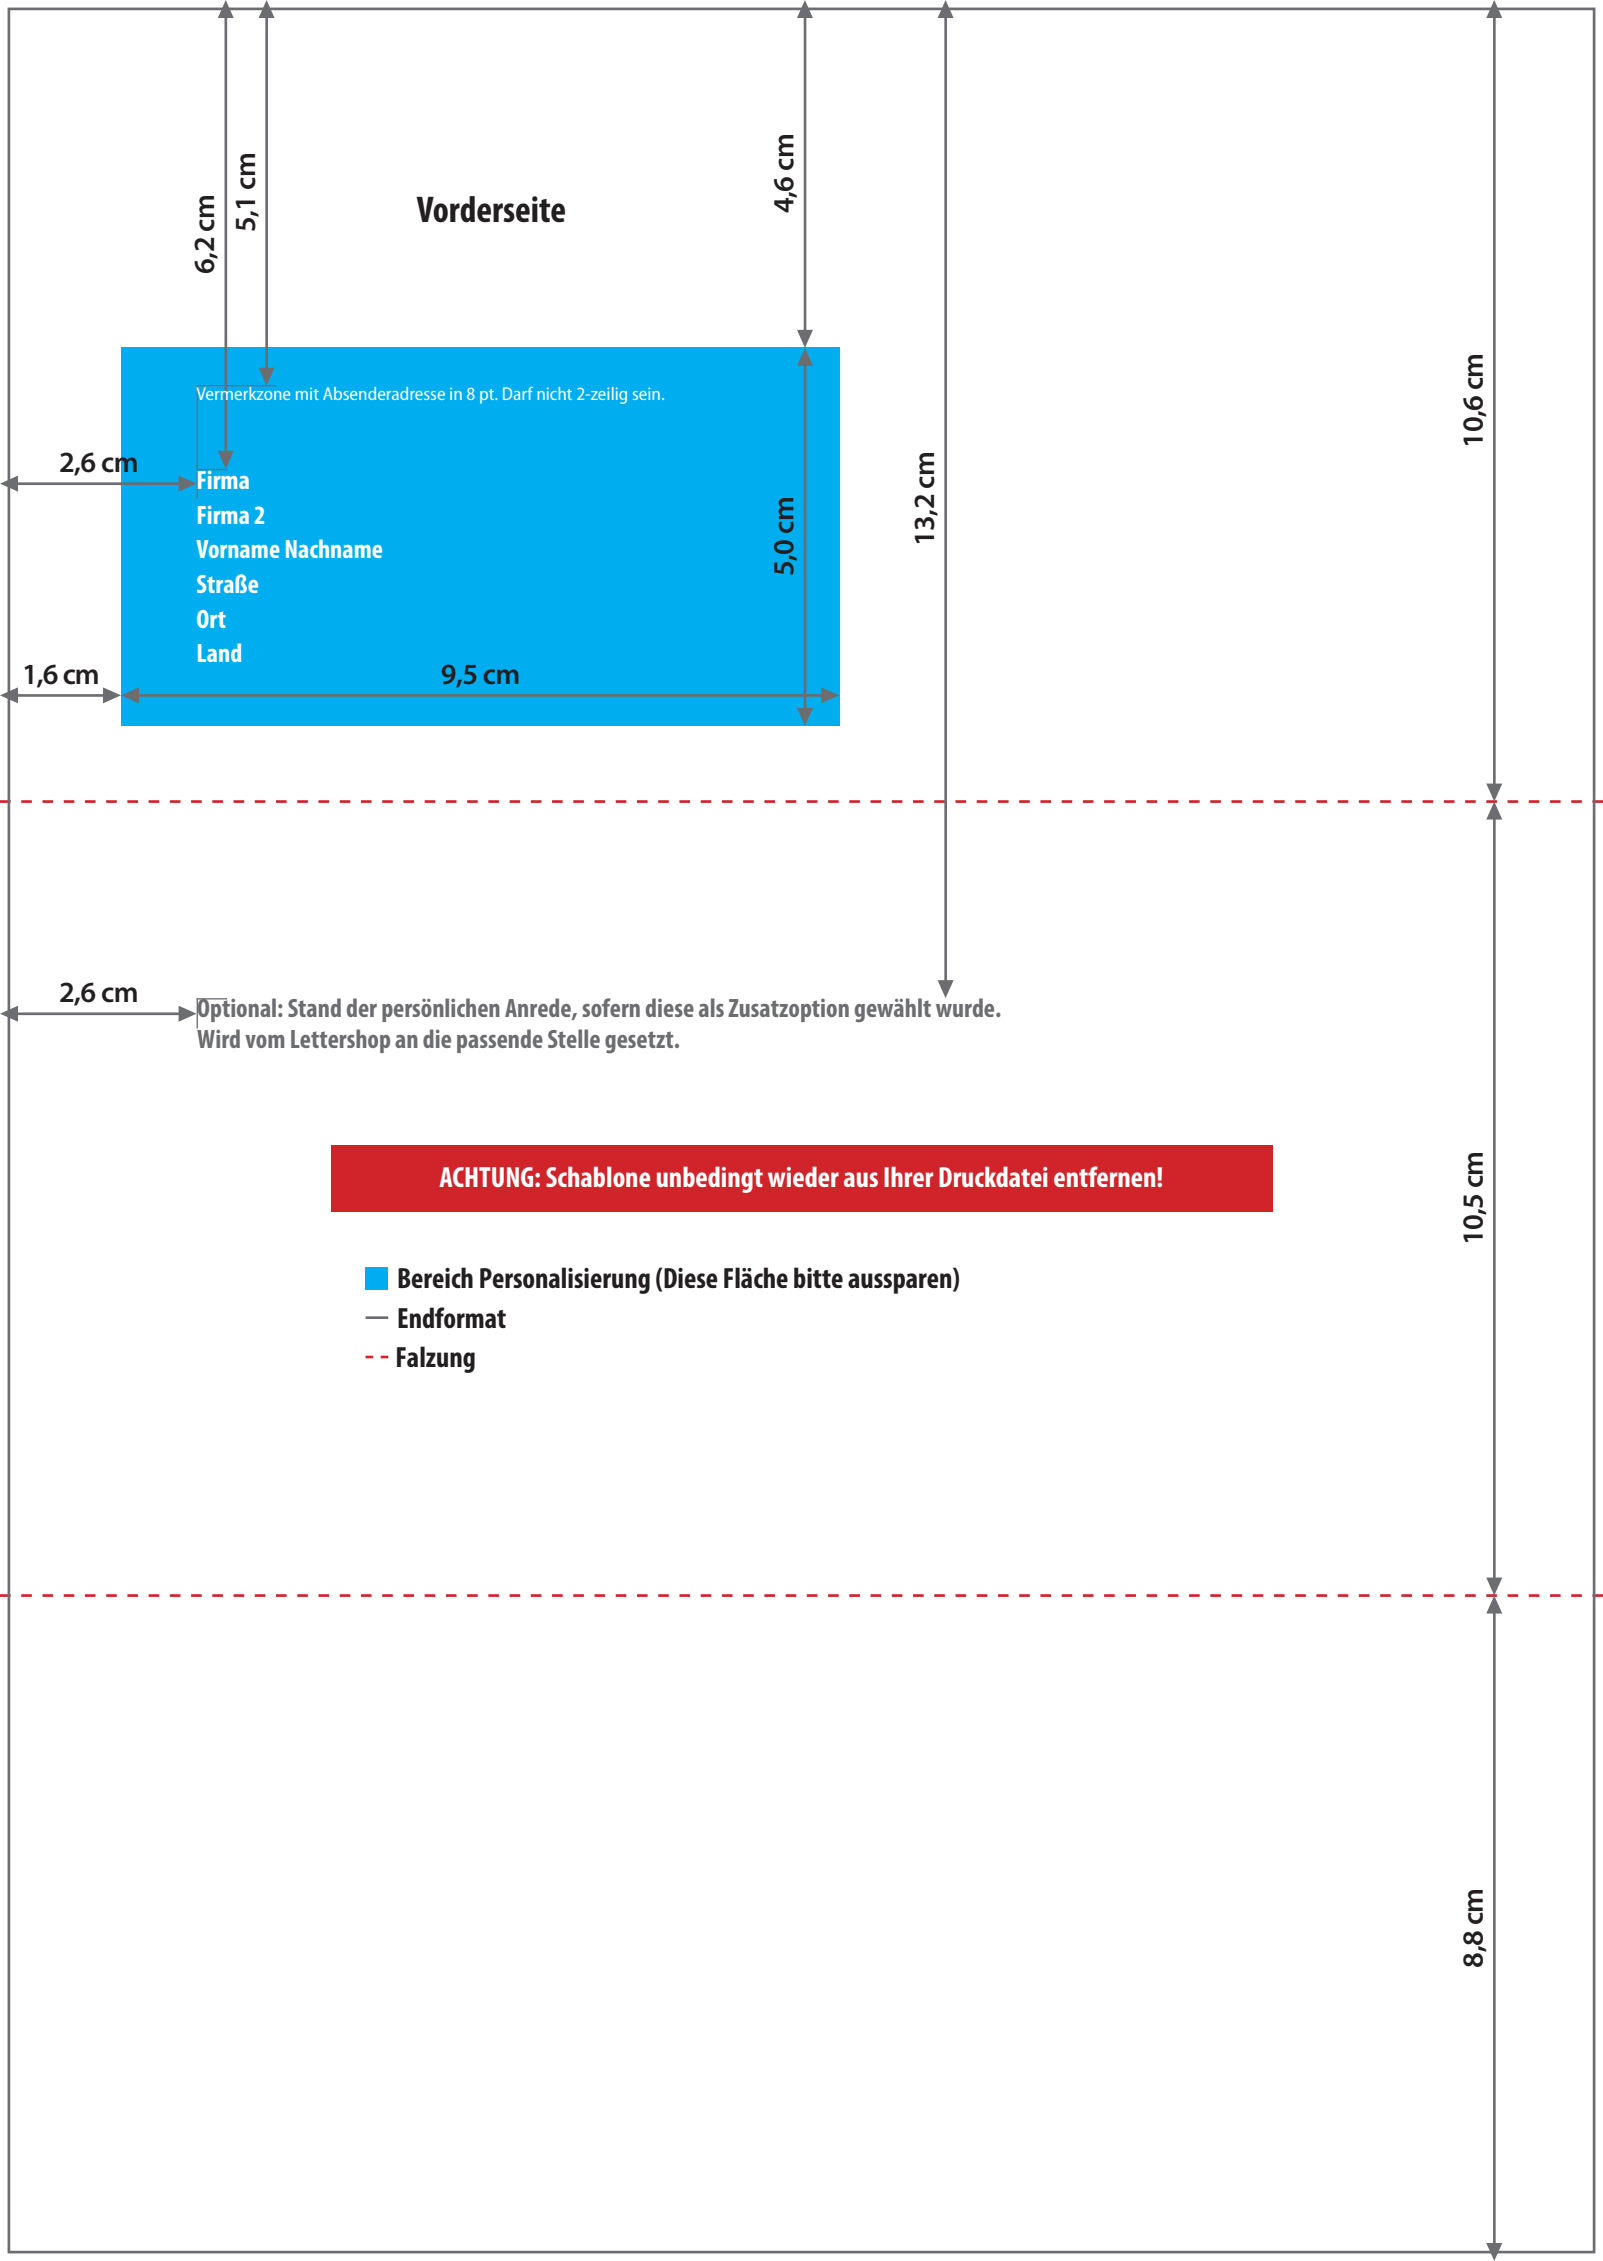 6,2 cm
5,1 cm
Vorderseite
4,6 cm
10,6 cm
Vermerkzone mit Absenderadresse in 8 pt. Darf nicht 2-zeilig sein.
2,6 cm
Firma
Firma 2
Vorname Nachname
Straße
Ort
Land
5,0 cm
13,2 cm
1,6 cm
9,5 cm
2,6 cm
Optional: Stand der persönlichen Anrede, sofern diese als Zusatzoption gewählt wurde.
Wird vom Lettershop an die passende Stelle gesetzt.
ACHTUNG: Schablone unbedingt wieder aus Ihrer Druckdatei entfernen!
10,5 cm
Bereich Personalisierung (Diese Fläche bitte aussparen)
Endformat
Falzung
8,8 cm